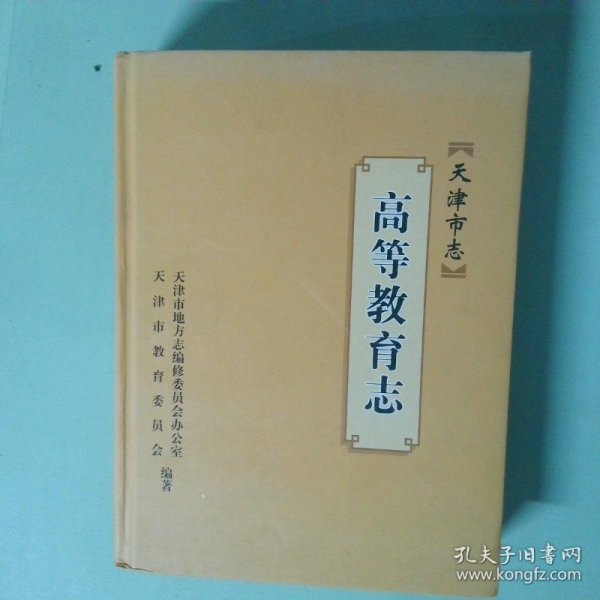 【天津市志】
高等教育志
天津市地方志编修委员会办公室
天津市教育委员会
编著
孔夫子旧书网
www.kongfz.com